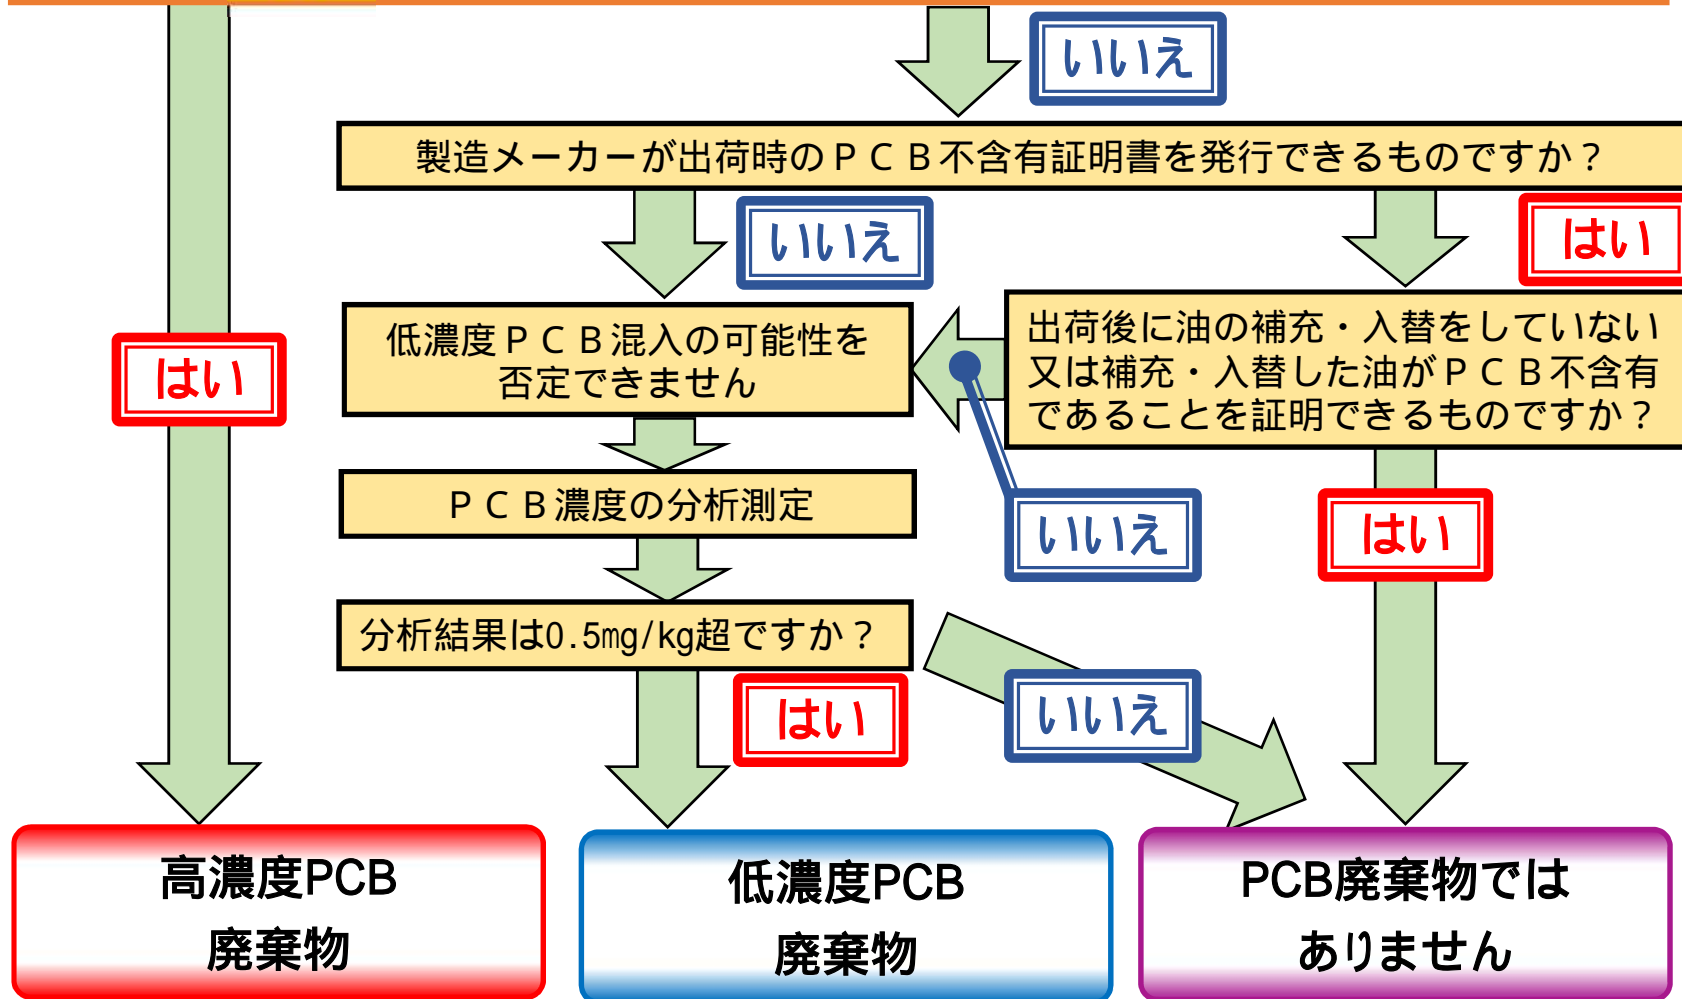 いいえ
製造メーカーが出荷時のＰＣＢ不含有証明書を発行できるものですか？
いいえ
はい
低濃度ＰＣＢ混入の可能性を
否定できません
出荷後に油の補充・入替をしていない
又は補充・入替した油がＰＣＢ不含有
であることを証明できるものですか？
はい
ＰＣＢ濃度の分析測定
いいえ
はい
分析結果は0.5㎎/㎏超ですか？
はい
いいえ
高濃度PCB
廃棄物
低濃度PCB
廃棄物
PCB廃棄物では
ありません